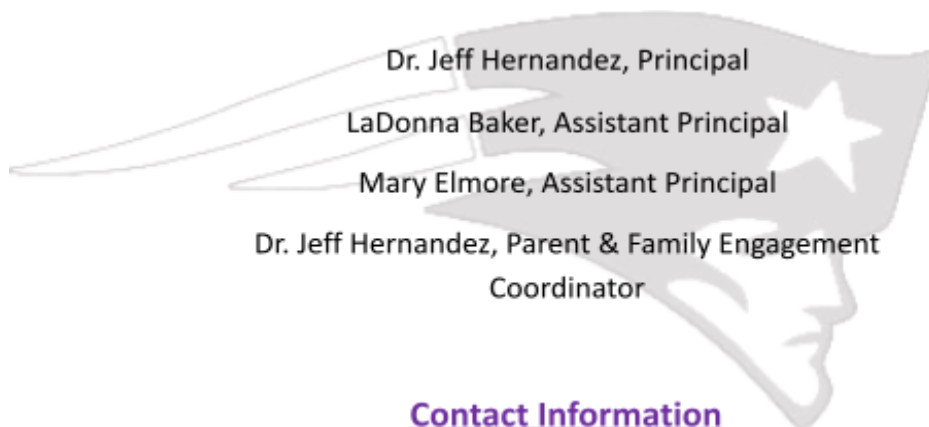 Dr. Jeff Hernandez, Principal
LaDonna Baker, Assistant Principal
Mary Elmore, Assistant Principal
Dr. Jeff Hernandez, Parent & Family Engagement
Coordinator
Contact Information